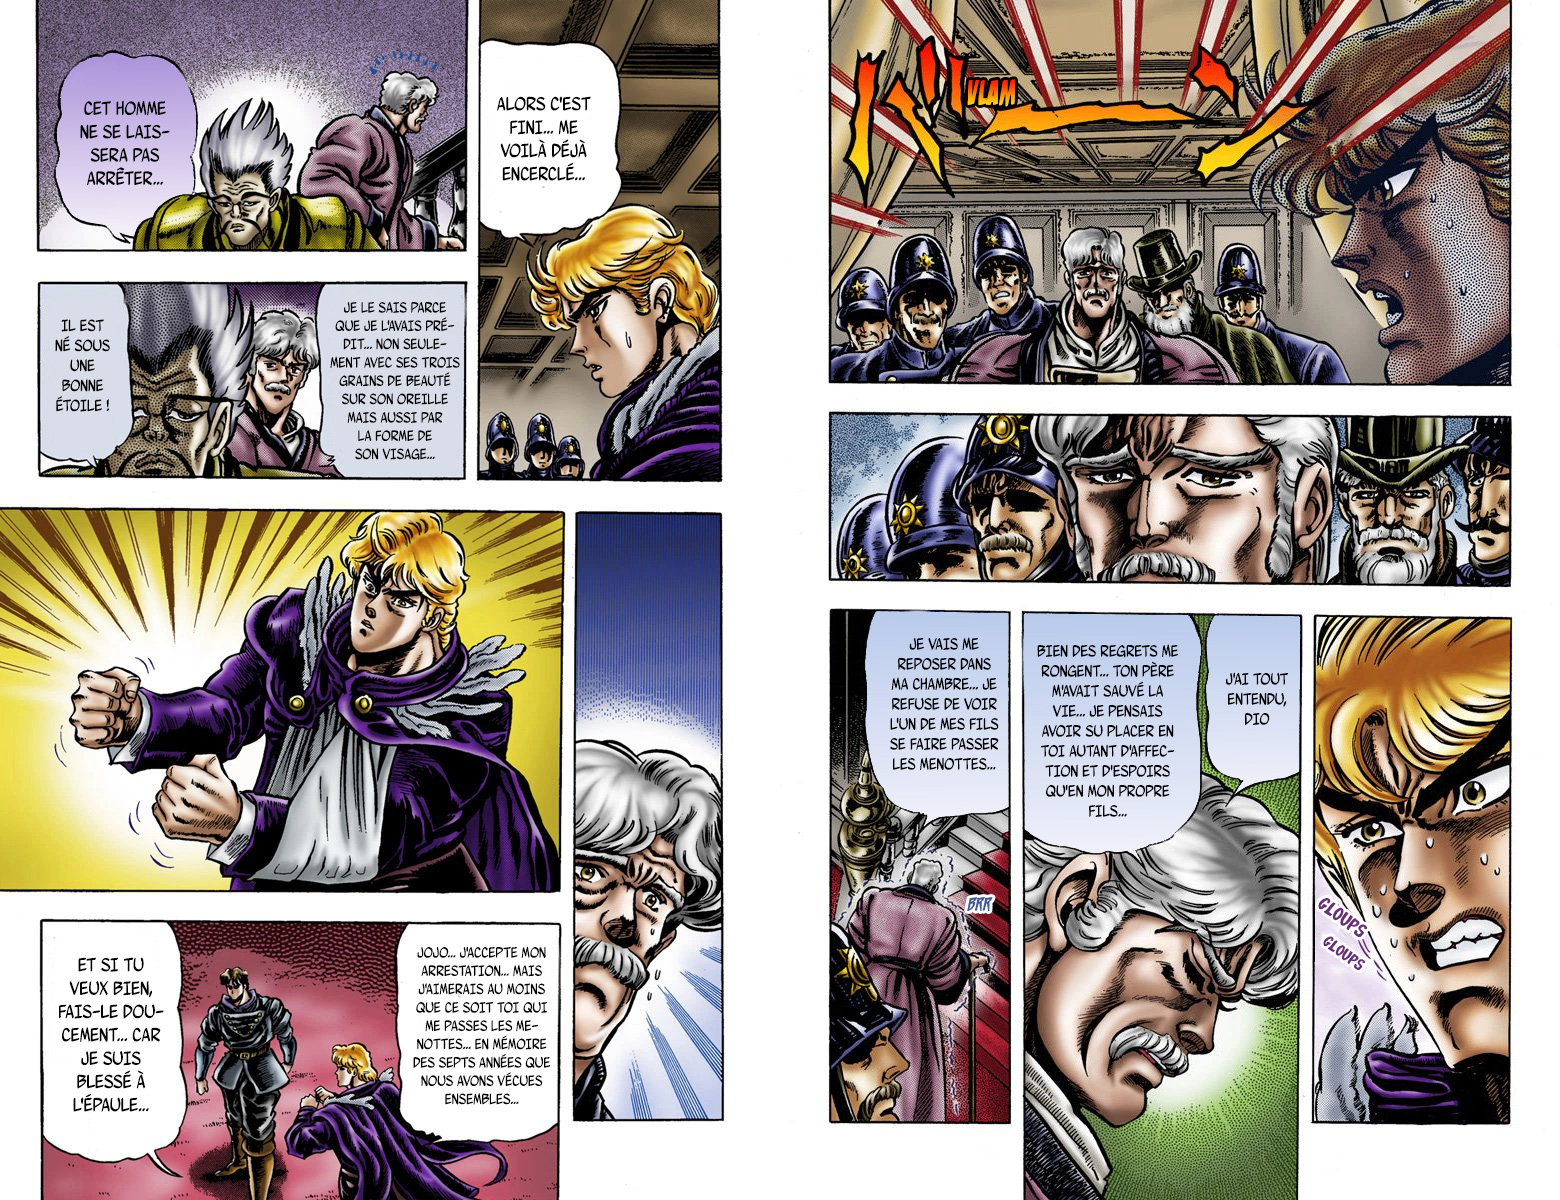 バーン
VLAM
GLOUPS
GLOUPS
J'AI TOUT
ENTENDU,
DIO
BIEN DES REGRETS ME
RONGENT... TON PÈRE
M'AVAIT SAUVÉ LA
VIE... JE PENSAIS
AVOIR SU PLACER EN
TOI AUTANT D'AFFEC-
TION ET D'ESPOIRS
QU'EN MON PROPRE
FILS...
JE VAIS ME
REPOSER DANS
MA CHAMBRE... JE
REFUSE DE VOIR
L'UN DE MES FILS
SE FAIRE PASSER
LES MENOTTES...
BRR
ALORS C'EST
FINI... ME
VOILÀ DÉJÀ
ENCERCLÉ...
CET HOMME
NE SE LAIS-
SERA PAS
ARRÊTER...
JE LE SAIS PARCE
QUE JE L'AVAIS PRÉ-
DIT... NON SEULE-
MENT AVEC SES TROIS
GRAINS DE BEAUTÉ
SUR SON OREILLE
MAIS AUSSI PAR
LA FORME DE
SON VISAGE...
IL EST
NÉ SOUS
UNE
BONNE
ÉTOILE !
JOJO... J'ACCEPTE MON
ARRESTATION... MAIS
J'AIMERAIS AU MOINS
QUE CE SOIT TOI QUI
ME PASSES LES ME-
NOTTES... EN MÉMOIRE
DES SEPTS ANNÉES QUE
NOUS AVONS VÉCUES
ENSEMBLES...
ET SI TU
VEUX BIEN,
FAIS-LE DOU-
CEMENT... CAR
JE SUIS
BLESSÉ À
L'ÉPAULE...